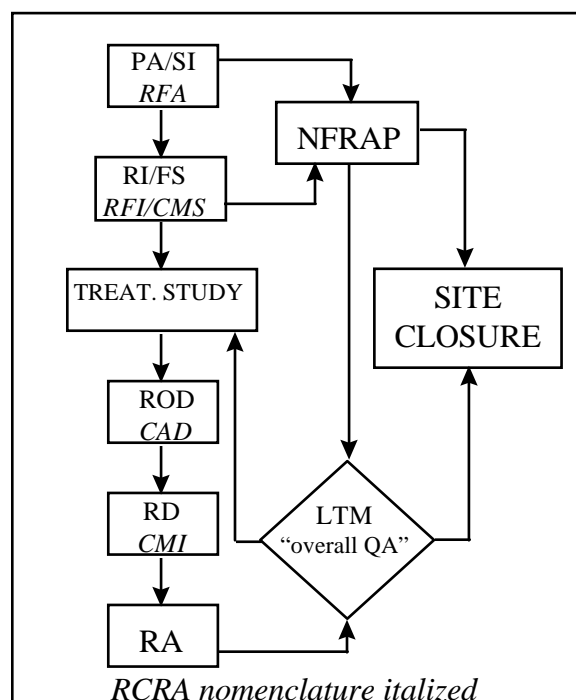 PA/SI
RFA
NFRAP
RI/FS
RFI/CMS
TREAT. STUDY
SITE
CLOSURE
ROD
CAD
LTM
“overall QA”
RD
CMI
RA
RCRA nomenclature italized